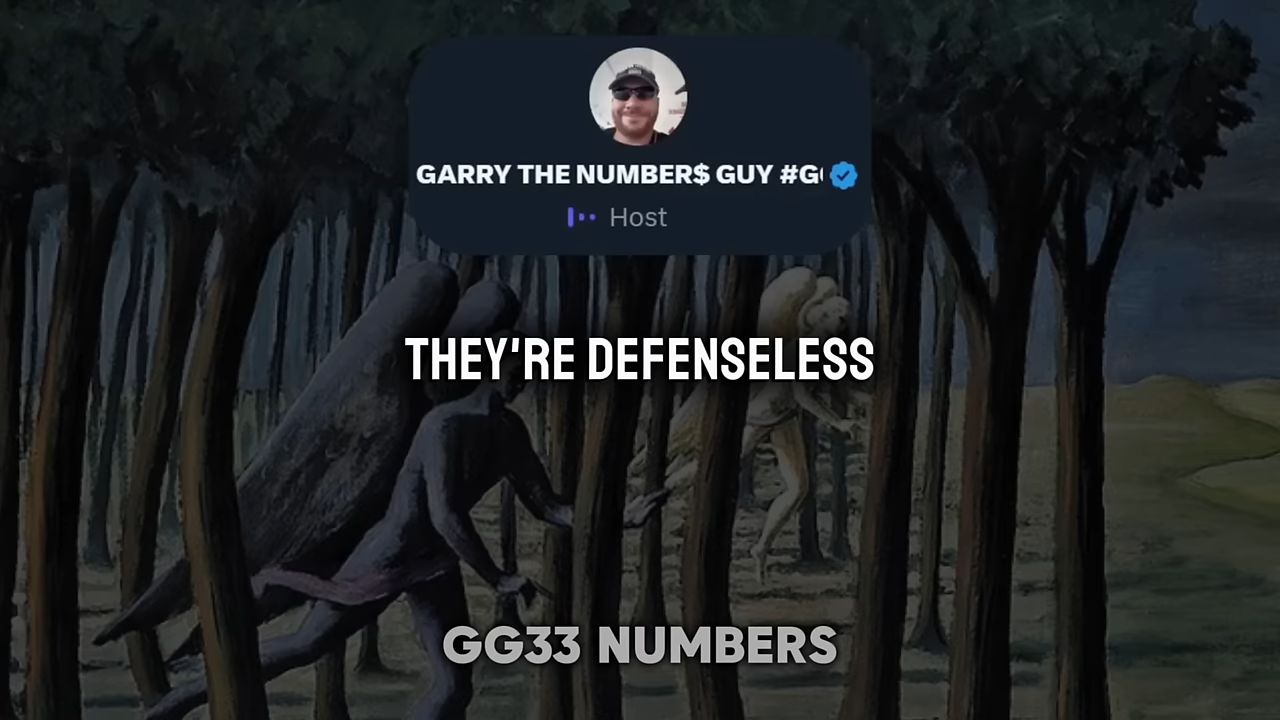 GARRY THE NUMBER$ GUY #G
Host
THEY'RE DEFENSELESS
GG33 NUMBERS